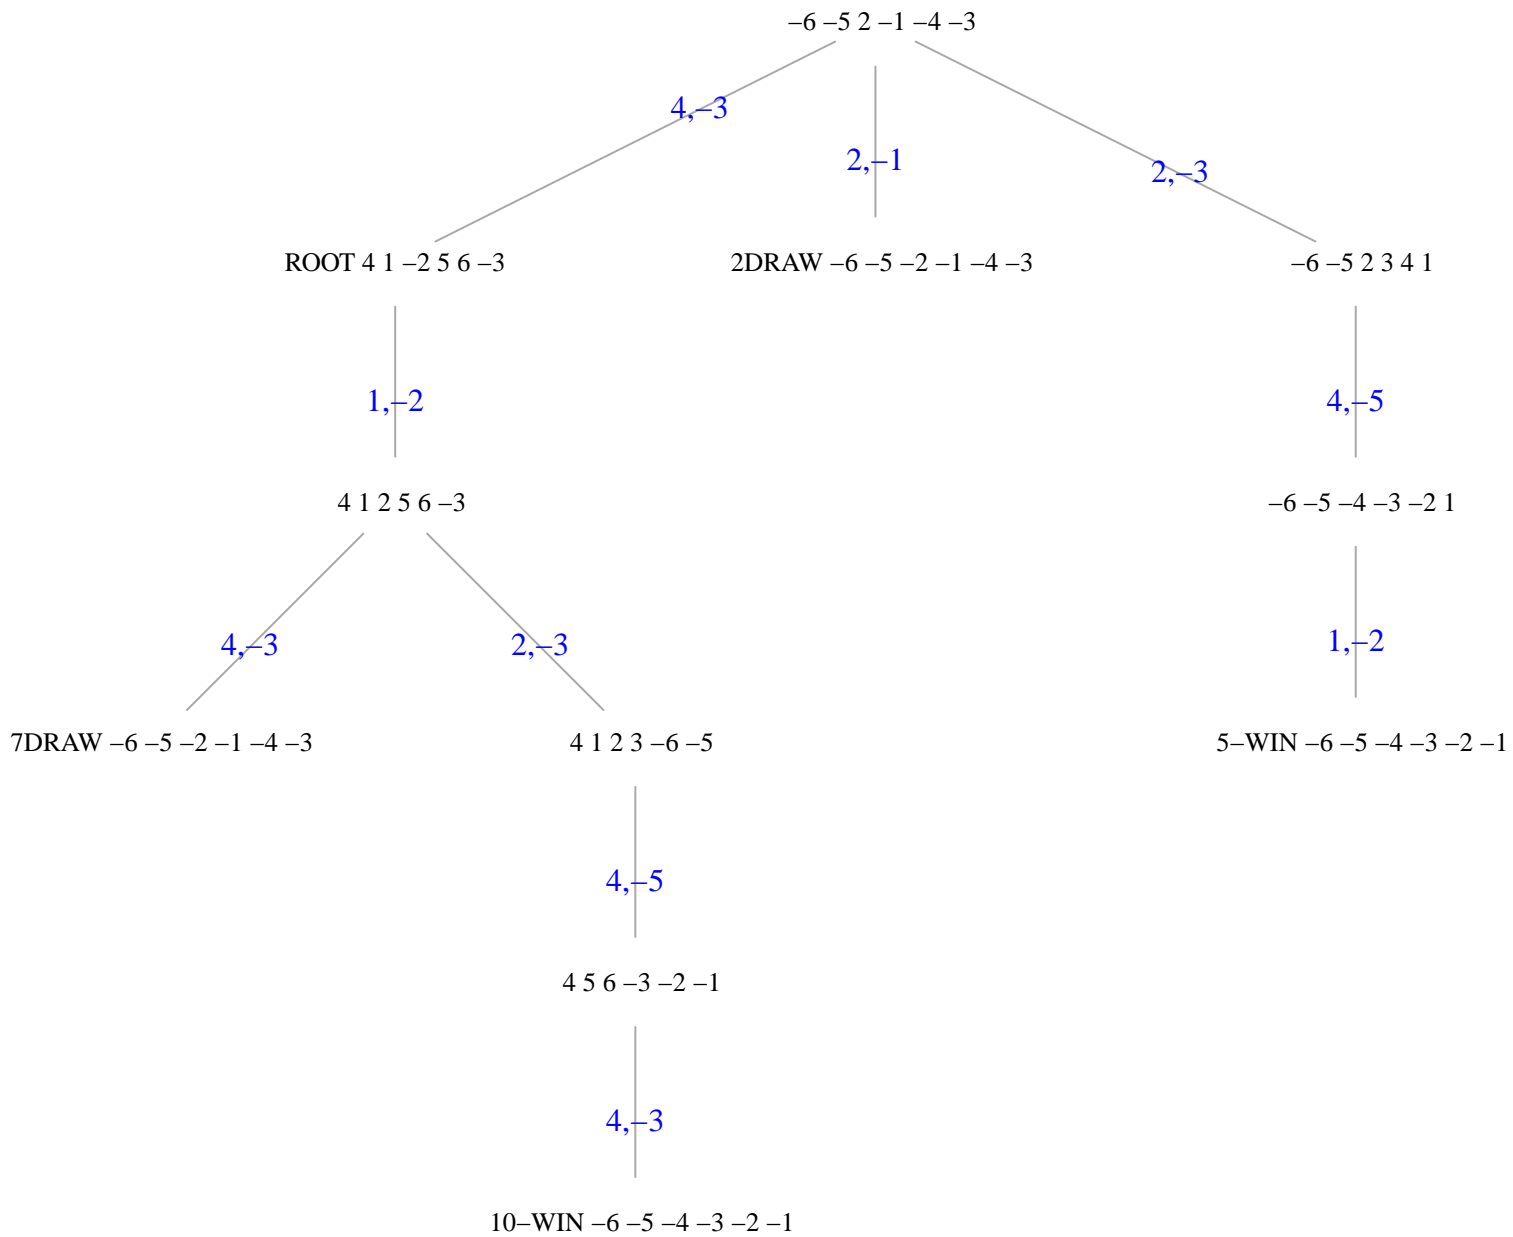 –6 –5 2 –1 –4 –3
4,–3
2,–1
2,–3
ROOT 4 1 –2 5 6 –3
2DRAW –6 –5 –2 –1 –4 –3
–6 –5 2 3 4 1
1,–2
4,–5
4 1 2 5 6 –3
–6 –5 –4 –3 –2 1
4,–3
2,–3
1,–2
7DRAW –6 –5 –2 –1 –4 –3
4 1 2 3 –6 –5
5–WIN –6 –5 –4 –3 –2 –1
4,–5
4 5 6 –3 –2 –1
4,–3
10–WIN –6 –5 –4 –3 –2 –1